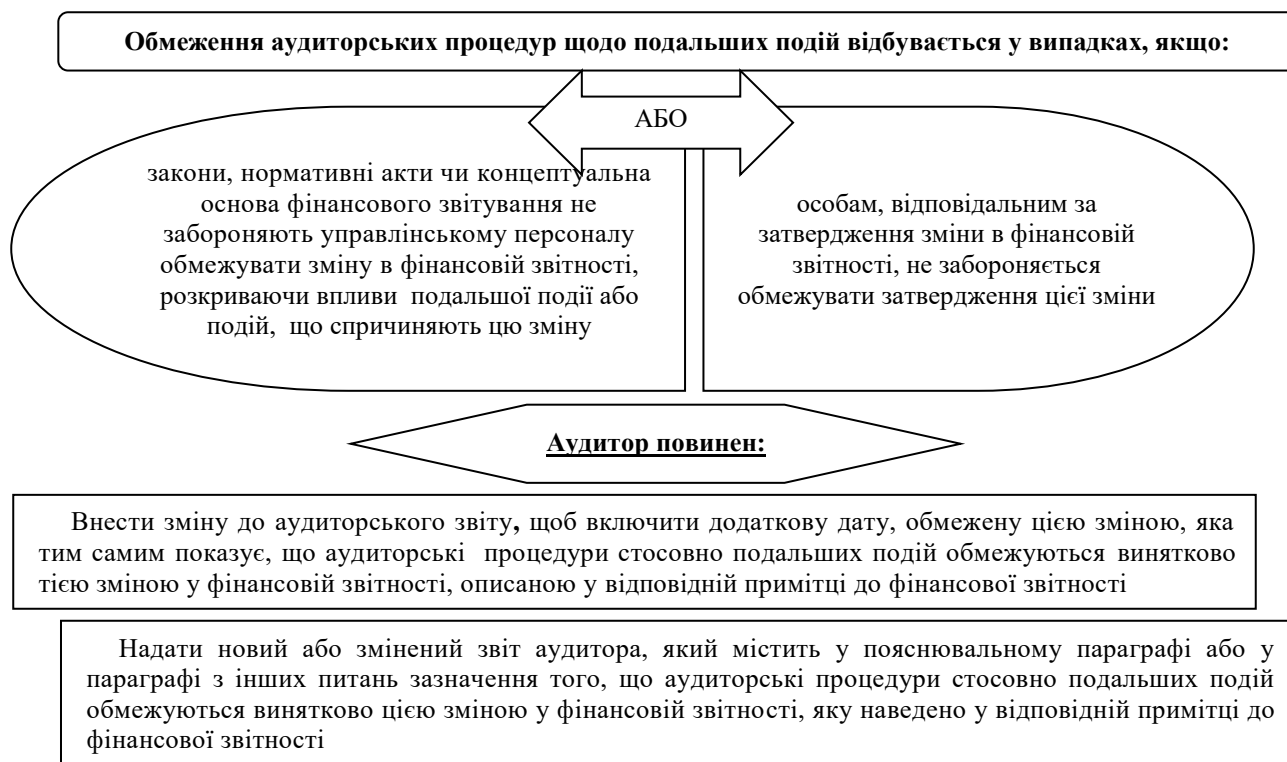 Обмеження аудиторських процедур щодо подальших подій відбувається у випадках, якщо:
АБО
закони, нормативні акти чи концептуальна
основа фінансового звітування не
забороняють управлінському персоналу
обмежувати зміну в фінансовій звітності,
розкриваючи впливи подальшої події або
подій, що спричиняють цю зміну
особам, відповідальним за
затвердження зміни в фінансовій
звітності, не забороняється
обмежувати затвердження цієї зміни
Аудитор повинен:
Внести зміну до аудиторського звіту, щоб включити додаткову дату, обмежену цією зміною, яка
тим самим показує, що аудиторські процедури стосовно подальших подій обмежуються винятково
тією зміною у фінансовій звітності, описаною у відповідній примітці до фінансової звітності
Надати новий або змінений звіт аудитора, який містить у пояснювальному параграфі або у
параграфі з інших питань зазначення того, що аудиторські процедури стосовно подальших подій
обмежуються винятково цією зміною у фінансовій звітності, яку наведено у відповідній примітці до
фінансової звітності